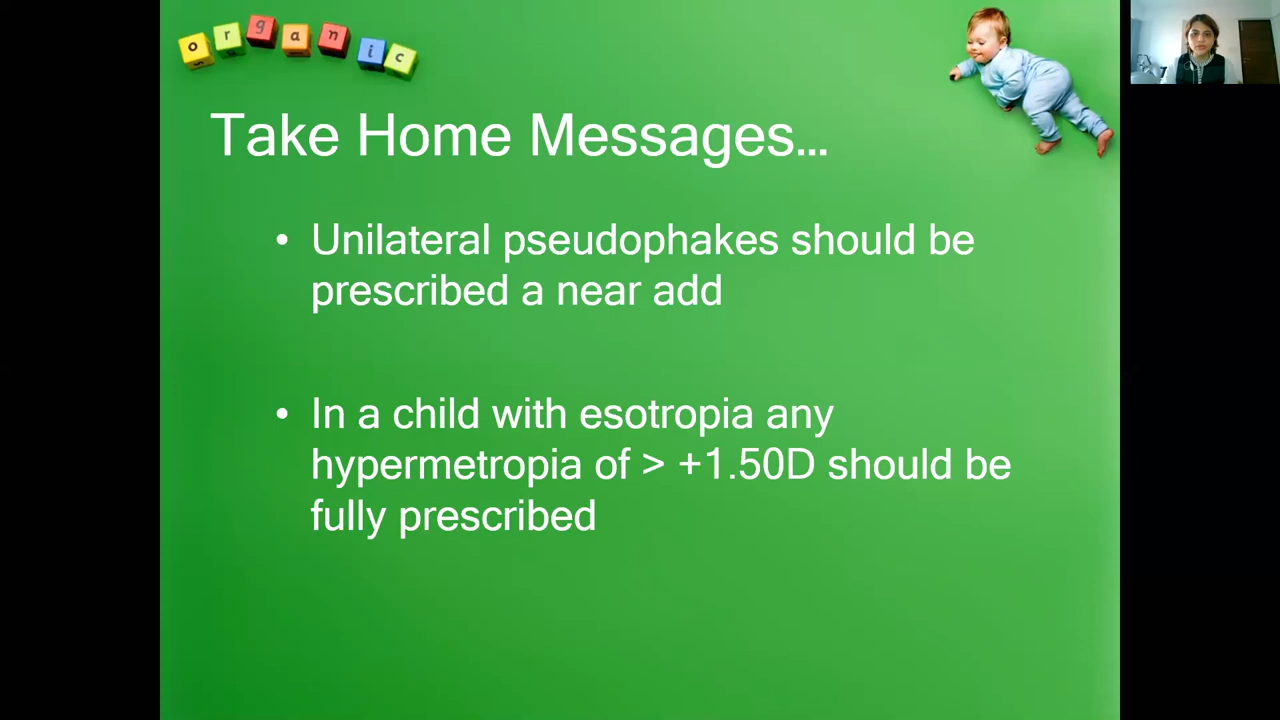 organic
Take Home Messages...
• Unilateral pseudophakes should be
prescribed a near add
• In a child with esotropia any
hypermetropia of > +1.50D should be
fully prescribed